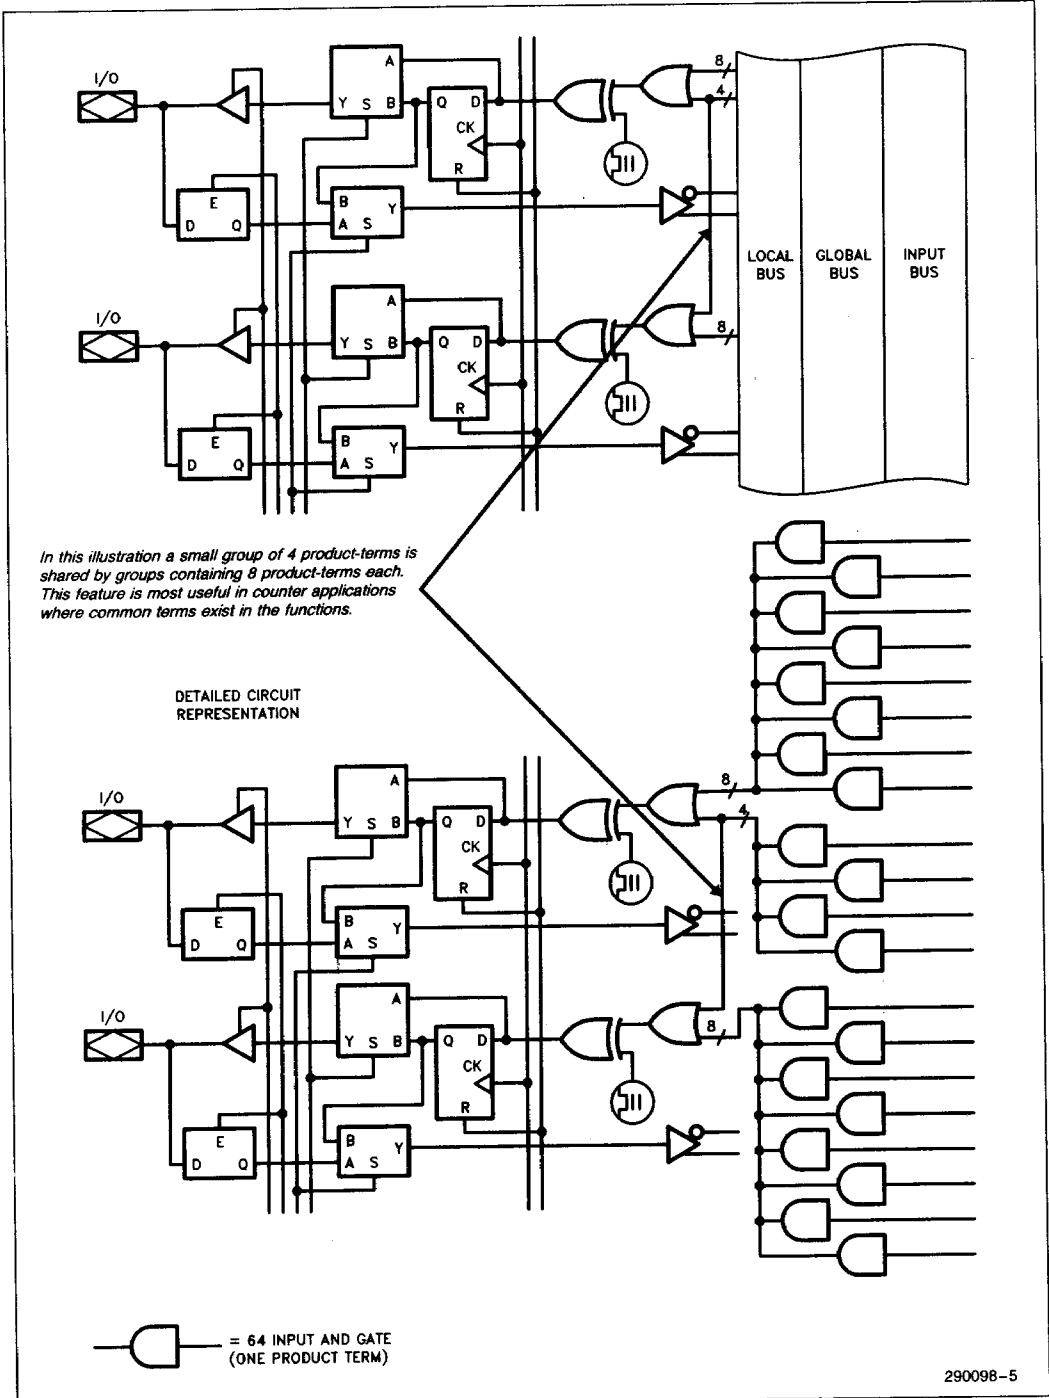 I/O
A
Y S B
Q D
CK
R
8
4
E
D Q
B
A S
Y
I/O
A
Y S B
Q D
CK
R
8
E
D Q
B
A S
Y
LOCAL BUS
GLOBAL BUS
INPUT BUS
In this illustration a small group of 4 product-terms is
shared by groups containing 8 product-terms each.
This feature is most useful in counter applications
where common terms exist in the functions.
DETAILED CIRCUIT
REPRESENTATION
I/O
A
Y S B
Q D
CK
R
8
4
E
D Q
B
A S
Y
I/O
A
Y S B
Q D
CK
R
8
E
D Q
B
A S
Y
= 64 INPUT AND GATE
(ONE PRODUCT TERM)
290098-5